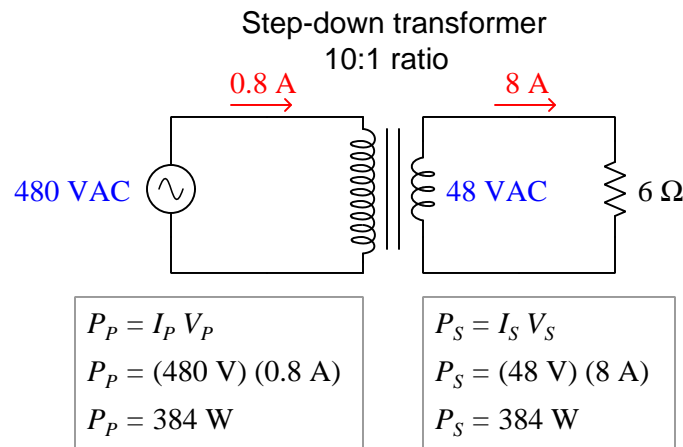 Step-down transformer
10:1 ratio
0.8 A
8 A
480 VAC
48 VAC
6 Ω
P_P = I_P V_P
P_P = (480 V) (0.8 A)
P_P = 384 W
P_S = I_S V_S
P_S = (48 V) (8 A)
P_S = 384 W